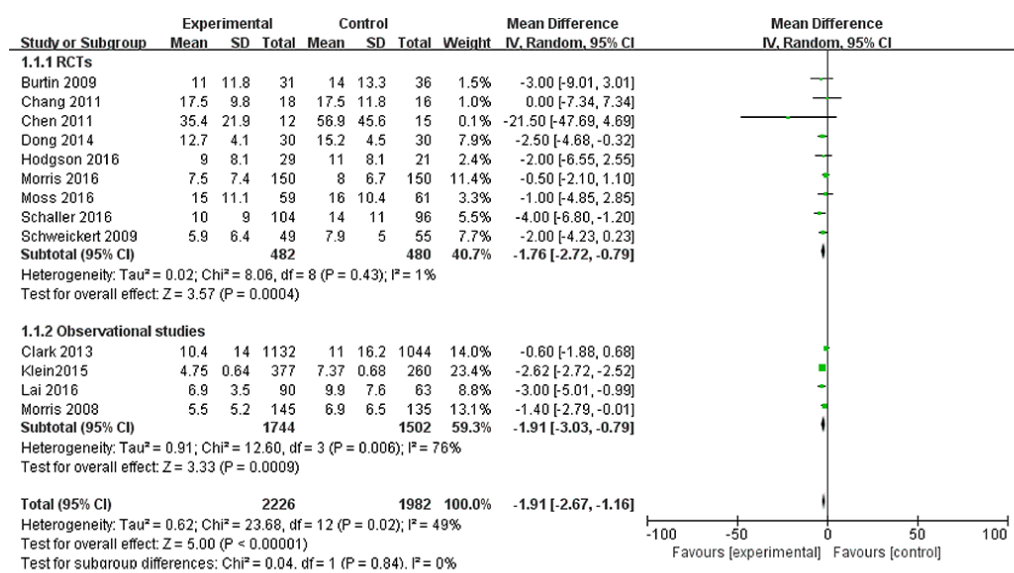 Experimental Control Mean Difference Mean Difference
Study or Subgroup Mean SD Total Mean SD Total Weight IV, Random, 95% CI IV, Random, 95% CI
1.1.1 RCTs
Burtin 2009 11 11.8 31 14 13.3 36 1.5% -3.00 [-9.01, 3.01]
Chang 2011 17.5 9.8 18 17.5 11.8 16 1.0% 0.00 [-7.34, 7.34]
Chen 2011 35.4 21.9 12 56.9 45.6 15 0.1% -21.50 [-47.69, 4.69]
Dong 2014 12.7 4.1 30 15.2 4.5 30 7.9% -2.50 [-4.68, -0.32]
Hodgson 2016 9 8.1 29 11 8.1 21 2.4% -2.00 [-6.55, 2.55]
Morris 2016 7.5 7.4 150 8 6.7 150 11.4% -0.50 [-2.10, 1.10]
Moss 2016 15 11.1 59 16 10.4 61 3.3% -1.00 [-4.85, 2.85]
Schaller 2016 10 9 104 14 11 96 5.5% -4.00 [-6.80, -1.20]
Schweickert 2009 5.9 6.4 49 7.9 5 55 7.7% -2.00 [-4.23, 0.23]
Subtotal (95% CI) 482 480 40.7% -1.76 [-2.72, -0.79]
Heterogeneity: Tau² = 0.02; Chi² = 8.06, df = 8 (P = 0.43); I² = 1%
Test for overall effect: Z = 3.57 (P = 0.0004)
1.1.2 Observational studies
Clark 2013 10.4 14 1132 11 16.2 1044 14.0% -0.60 [-1.88, 0.68]
Klein2015 4.75 0.64 377 7.37 0.68 260 23.4% -2.62 [-2.72, -2.52]
Lai 2016 6.9 3.5 90 9.9 7.6 63 8.8% -3.00 [-5.01, -0.99]
Morris 2008 5.5 5.2 145 6.9 6.5 135 13.1% -1.40 [-2.79, -0.01]
Subtotal (95% CI) 1744 1502 59.3% -1.91 [-3.03, -0.79]
Heterogeneity: Tau² = 0.91; Chi² = 12.60, df = 3 (P = 0.006); I² = 76%
Test for overall effect: Z = 3.33 (P = 0.0009)
Total (95% CI) 2226 1982 100.0% -1.91 [-2.67, -1.16]
Heterogeneity: Tau² = 0.62; Chi² = 23.68, df = 12 (P = 0.02); I² = 49%
Test for overall effect: Z = 5.00 (P < 0.00001)
Test for subgroup differences: Chi² = 0.04, df = 1 (P = 0.84), I² = 0%
-100 -50 0 50 100
Favours [experimental] Favours [control]